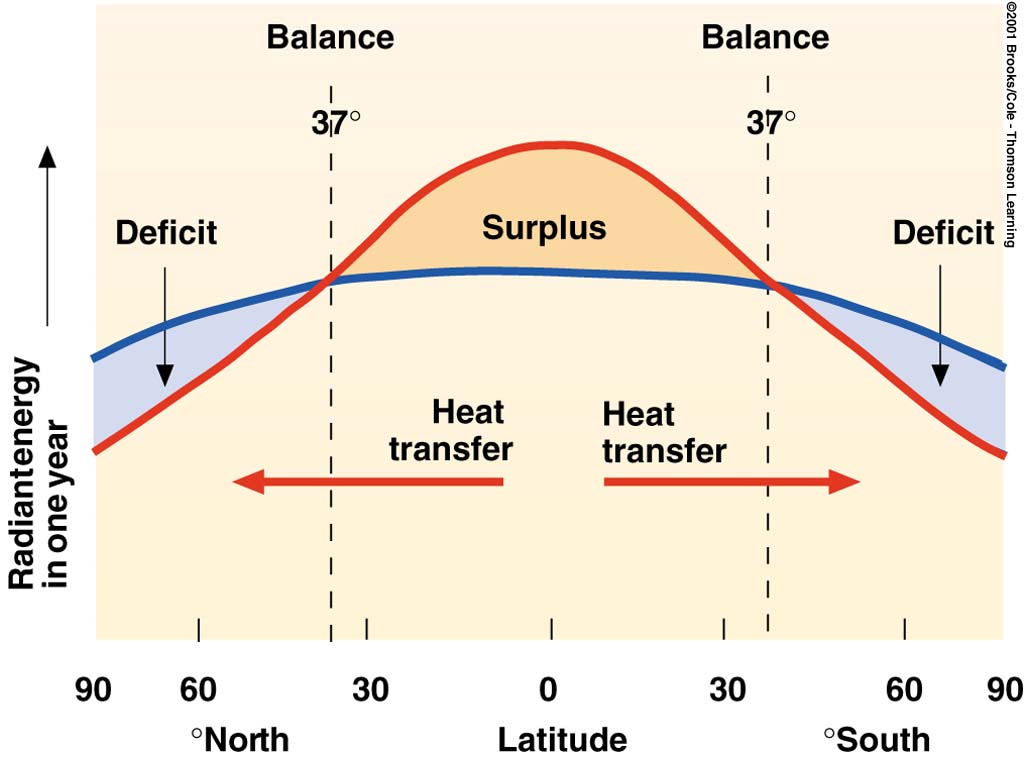 Balance
Balance
37°
37°
Deficit
Surplus
Deficit
Heat
transfer
Heat
transfer
Radiantenergy
in one year
90
60
30
0
30
60
90
°North
Latitude
°South
©2001 Brooks/Cole - Thomson Learning